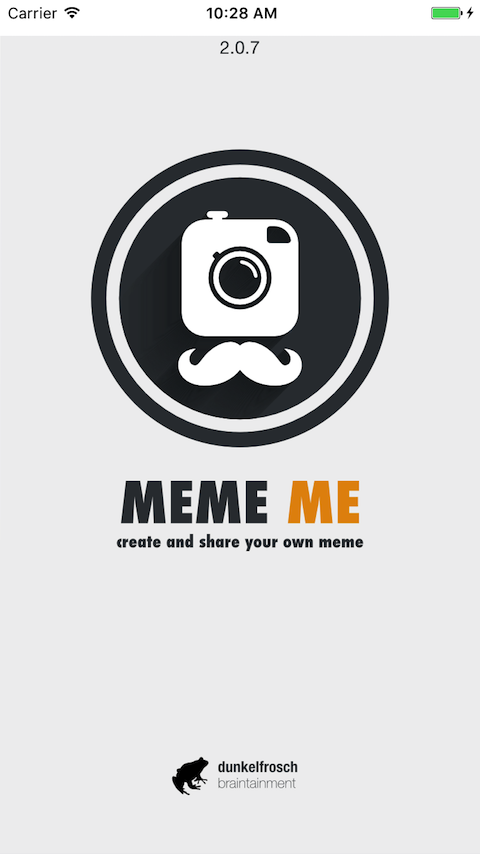 Carrier 10:28 AM
2.0.7
MEME ME
create and share your own meme
dunkelfrosch
braintainment